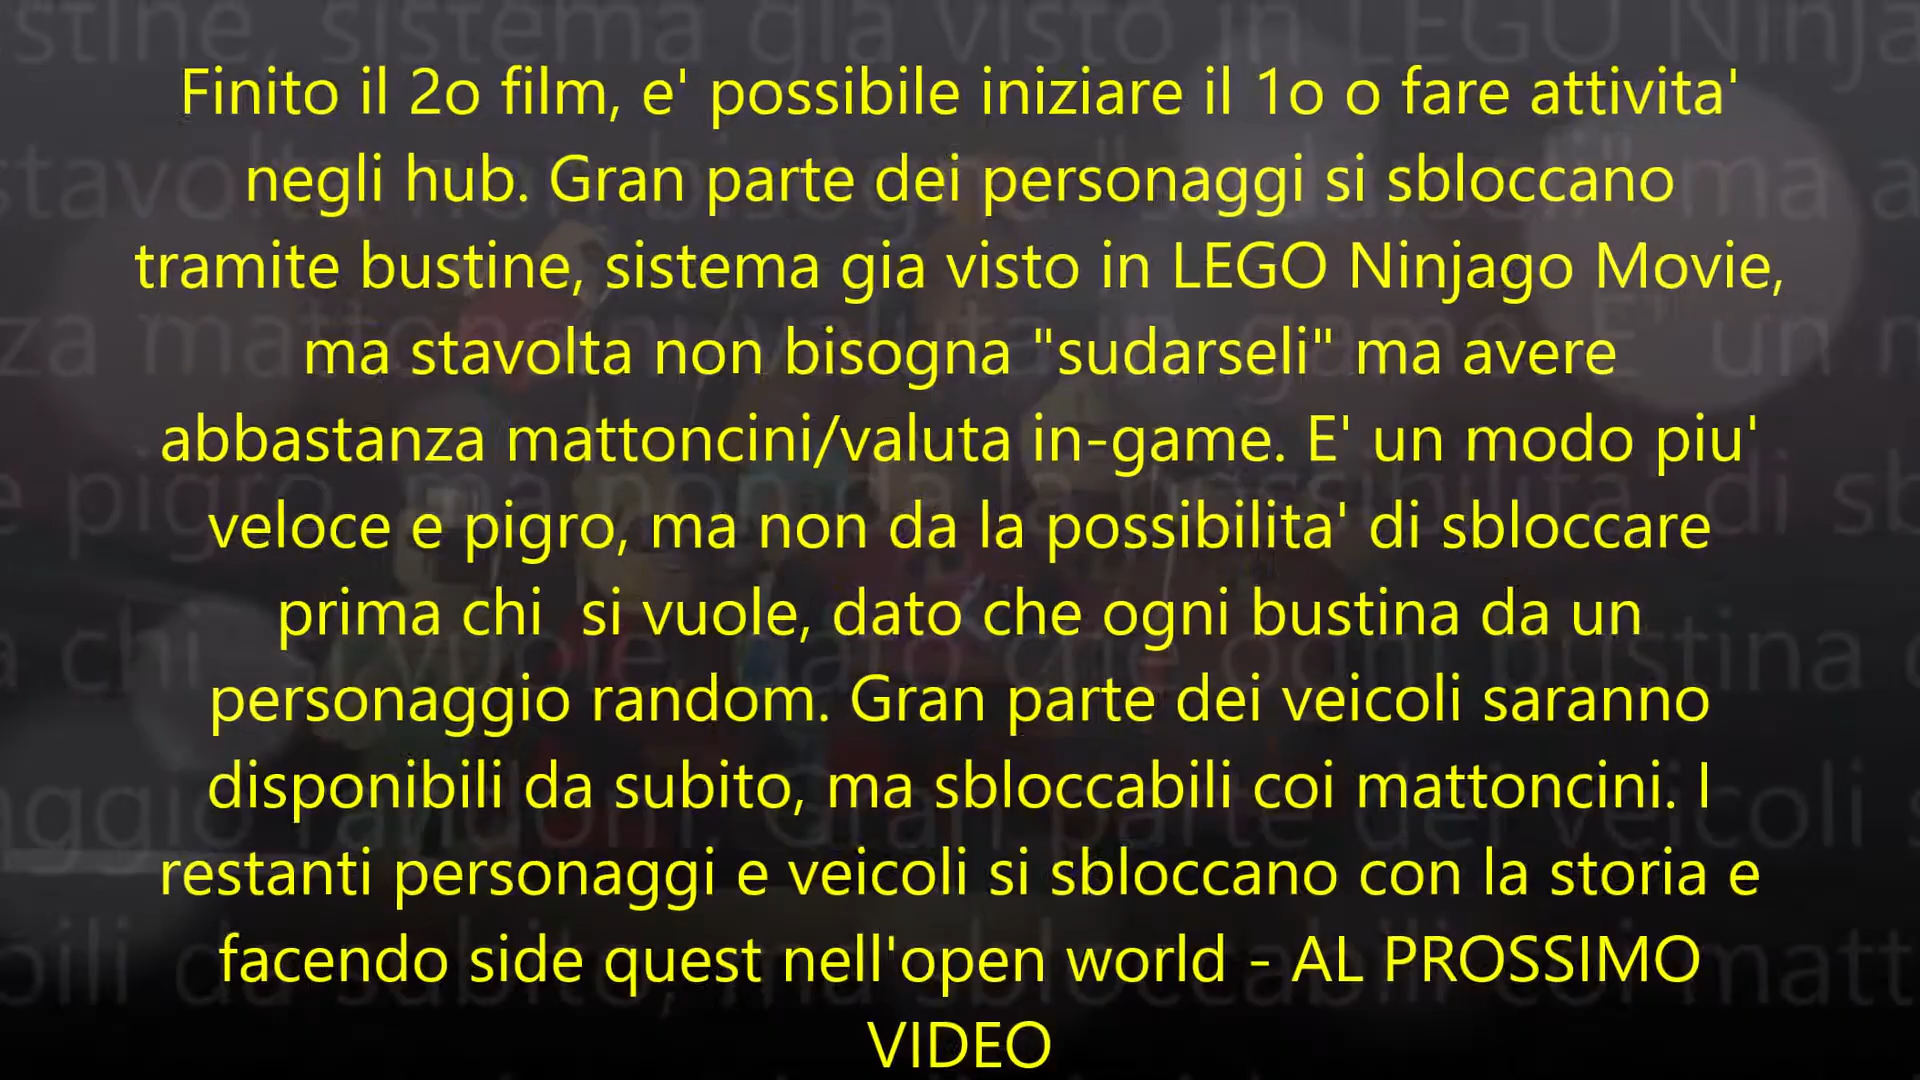 Finito il 2o film, e' possibile iniziare il 1o o fare attivita'
negli hub. Gran parte dei personaggi si sbloccano
tramite bustine, sistema gia visto in LEGO Ninjago Movie,
ma stavolta non bisogna "sudarseli" ma avere
abbastanza mattoncini/valuta in-game. E' un modo piu'
veloce e pigro, ma non da la possibilita' di sbloccare
prima chi  si vuole, dato che ogni bustina da un
personaggio random. Gran parte dei veicoli saranno
disponibili da subito, ma sbloccabili coi mattoncini. I
restanti personaggi e veicoli si sbloccano con la storia e
facendo side quest nell'open world - AL PROSSIMO
VIDEO